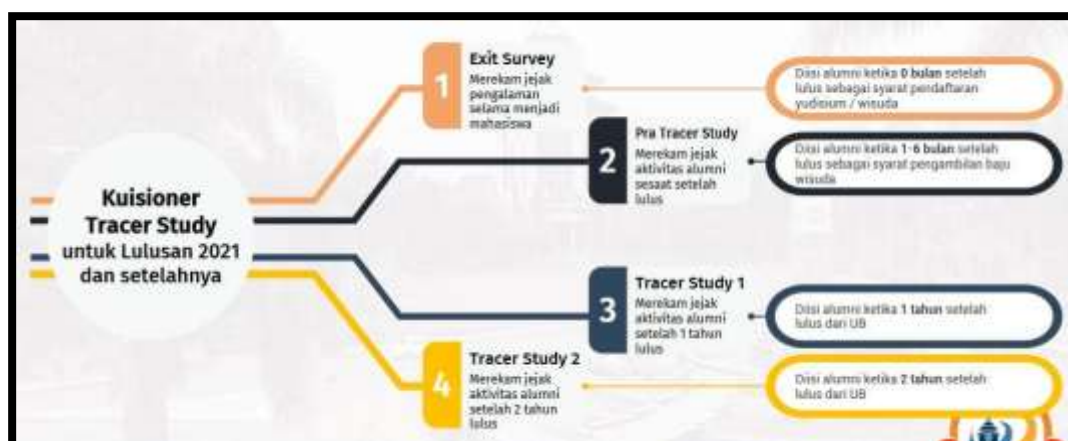 Kuisioner
Tracer Study
untuk Lulusan 2021
dan setelahnya
1
Exit Survey
Merekam jejak
pengalaman
selama menjadi
mahasiswa
Diisi alumni ketika 0 bulan setelah
lulus sebagai syarat pendaftaran
yudisium / wisuda
2
Pra Tracer Study
Merekam jejak
aktivitas alumni
sesaat setelah
lulus
Diisi alumni ketika 1-6 bulan setelah
lulus sebagai syarat pengambilan baju
wisuda
3
Tracer Study 1
Merekam jejak
aktivitas alumni
setelah 1 tahun
lulus
Diisi alumni ketika 1 tahun setelah
lulus dari UB
4
Tracer Study 2
Merekam jejak
aktivitas alumni
setelah 2 tahun
lulus
Diisi alumni ketika 2 tahun setelah
lulus dari UB